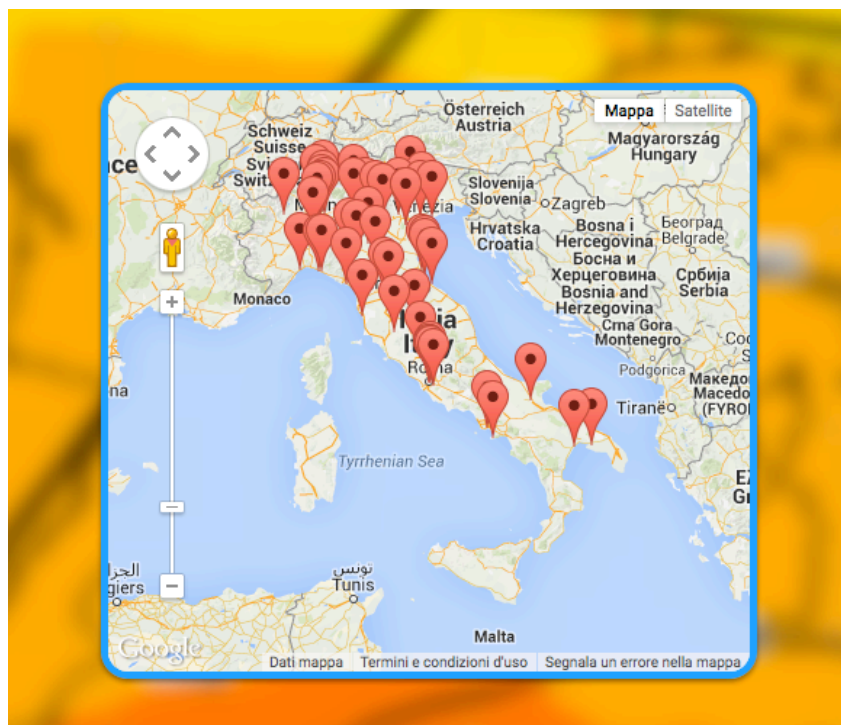 Österreich
Austria
Mappa
Satellite
Schweiz
Suisse
Magyarország
Hungary
Slovenija
Slovenia
Zagreb
Venezia
Hrvatska
Croatia
Bosna i
Hercegovina
Босна и
Херцеговина
Bosnia and
Herzegovina
Београд
Belgrade
Србија
Serbia
Monaco
Crna Gora
Montenegro
Podgorica
Roma
Tiranë
Tyrrhenian Sea
تونس
Tunis
Malta
Google
Dati mappa
Termini e condizioni d'uso
Segnala un errore nella mappa